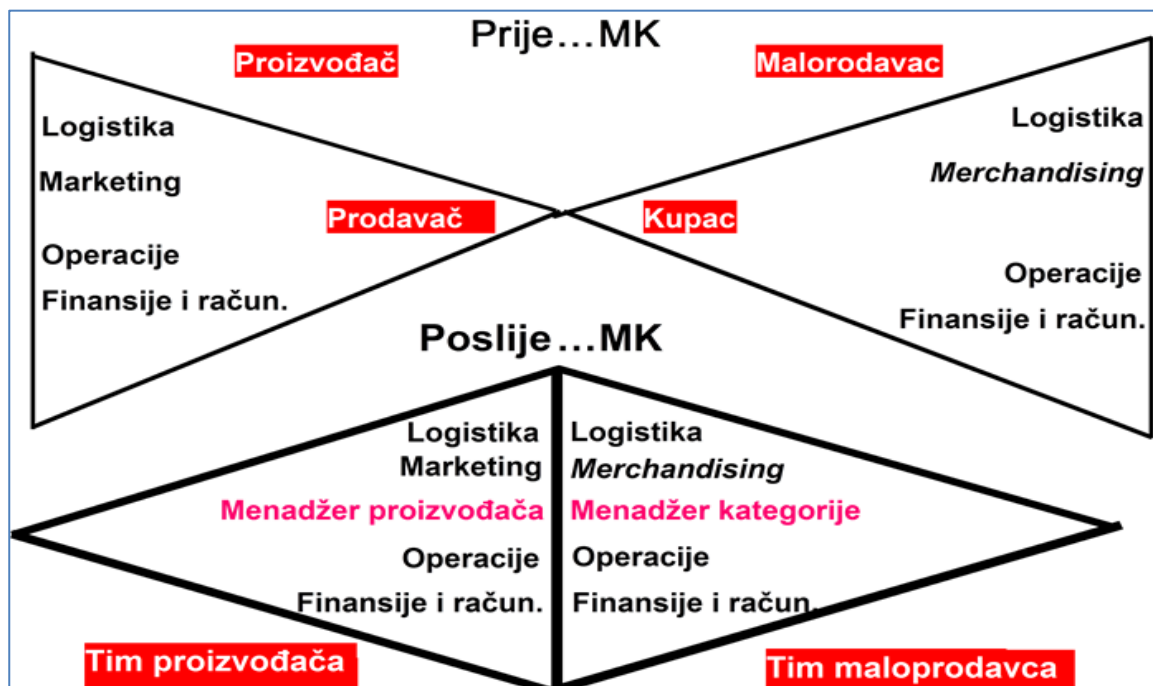 Prije...MK
Proizvođač
Malorodavac
Logistika
Marketing
Operacije
Finansije i račun.
Prodavač
Kupac
Logistika
Merchandising
Operacije
Finansije i račun.
Poslije...MK
Logistika
Marketing
Menadžer proizvođača
Operacije
Finansije i račun.
Logistika
Merchandising
Menadžer kategorije
Operacije
Finansije i račun.
Tim proizvođača
Tim maloprodavca